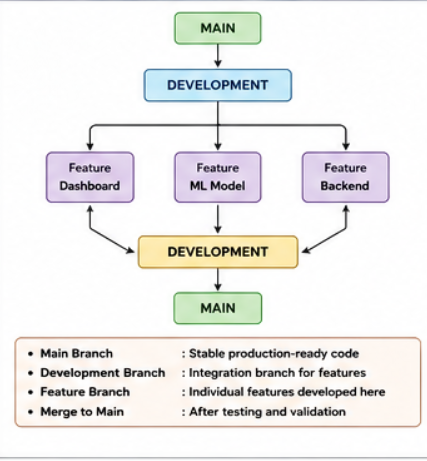 MAIN
DEVELOPMENT
Feature
Dashboard
Feature
ML Model
Feature
Backend
DEVELOPMENT
MAIN
• Main Branch : Stable production-ready code
• Development Branch : Integration branch for features
• Feature Branch : Individual features developed here
• Merge to Main : After testing and validation